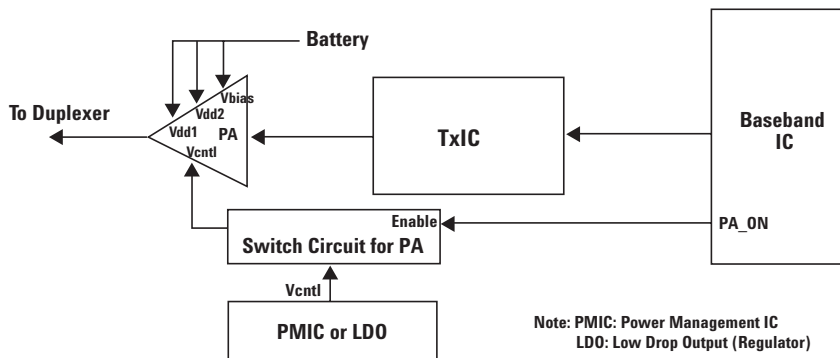 Battery
To Duplexer
Vbias
Vdd2
Vdd1
PA
Vcntl
TxIC
Baseband
IC
Enable
PA_ON
Switch Circuit for PA
Vcntl
PMIC or LDO
Note: PMIC: Power Management IC
LDO: Low Drop Output (Regulator)